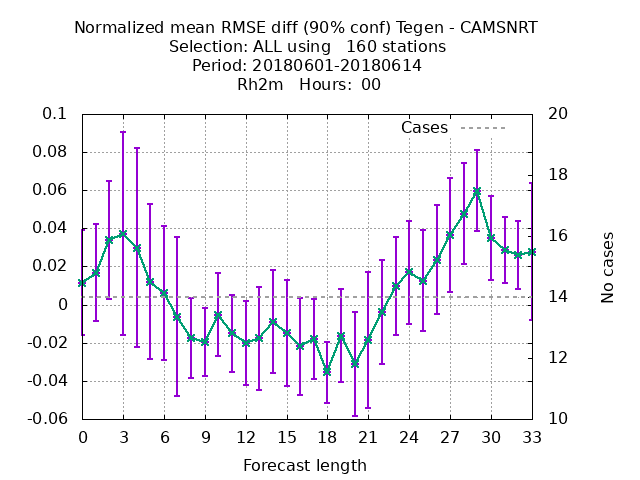 Normalized mean RMSE diff (90% conf) Tegen - CAMSNRT
Selection: ALL using   160 stations
Period: 20180601-20180614
Rh2m   Hours:  00
Cases
0.1
0.08
0.06
0.04
0.02
0
-0.02
-0.04
-0.06
20
18
16
14
12
10
No cases
0 3 6 9 12 15 18 21 24 27 30 33
Forecast length